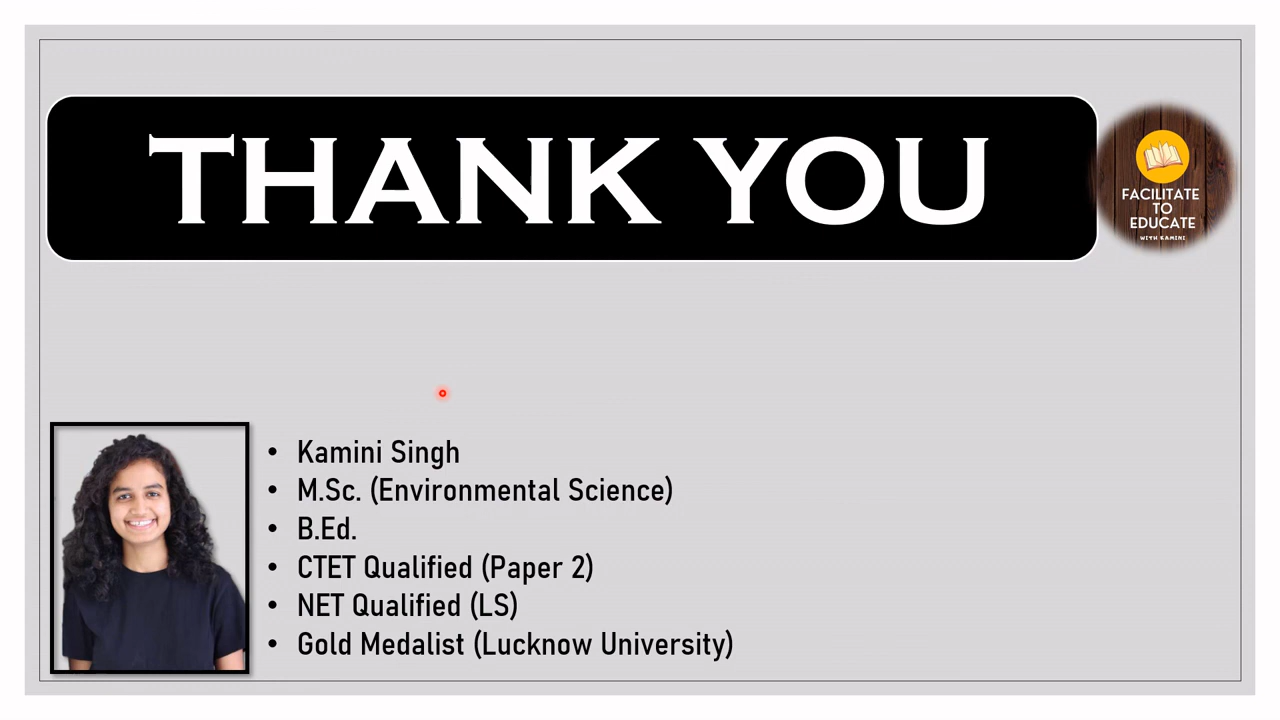 THANK YOU
FACILITATE
TO
EDUCATE
WITH KAMINI
• Kamini Singh
• M.Sc. (Environmental Science)
• B.Ed.
• CTET Qualified (Paper 2)
• NET Qualified (LS)
• Gold Medalist (Lucknow University)